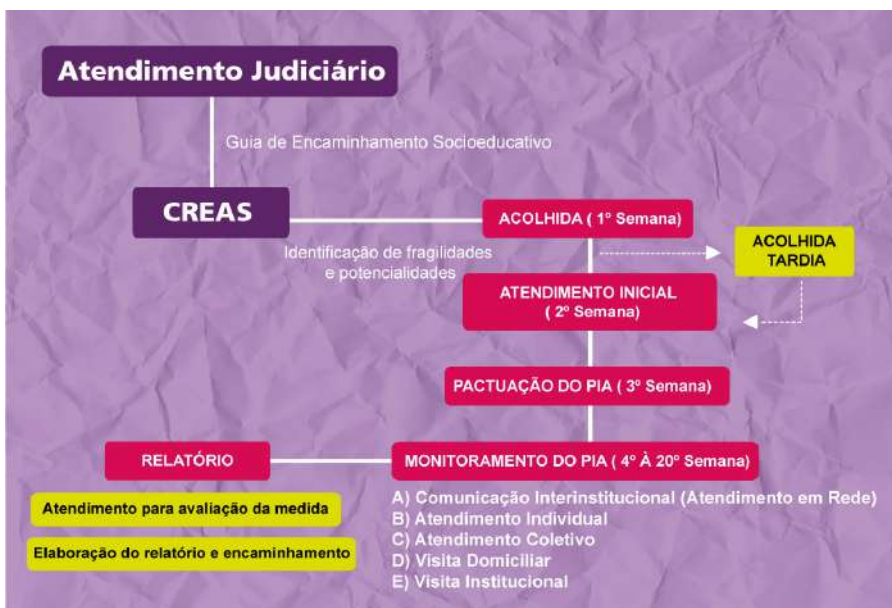 Atendimento Judiciário
Guia de Encaminhamento Socioeducativo
CREAS
Identificação de fragilidades
e potencialidades
ACOLHIDA ( 1º Semana)
ACOLHIDA
TARDIA
ATENDIMENTO INICIAL
( 2º Semana)
PACTUAÇÃO DO PIA ( 3º Semana)
MONITORAMENTO DO PIA ( 4º À 20º Semana)
A) Comunicação Interinstitucional (Atendimento em Rede)
B) Atendimento Individual
C) Atendimento Coletivo
D) Visita Domiciliar
E) Visita Institucional
RELATÓRIO
Atendimento para avaliação da medida
Elaboração do relatório e encaminhamento